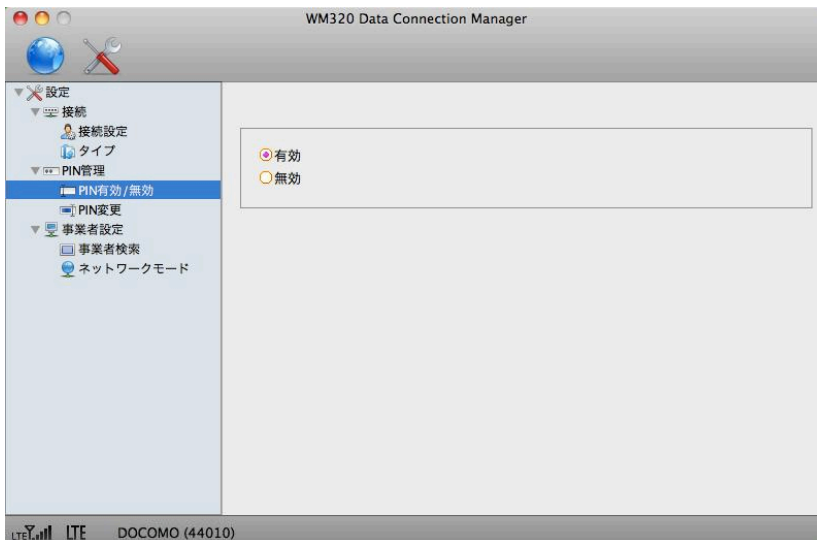 WM320 Data Connection Manager
設定
接続
接続設定
タイプ
PIN管理
PIN有効/無効
PIN変更
事業者設定
事業者検索
ネットワークモード
有効
無効
LTE LTE DOCOMO (44010)